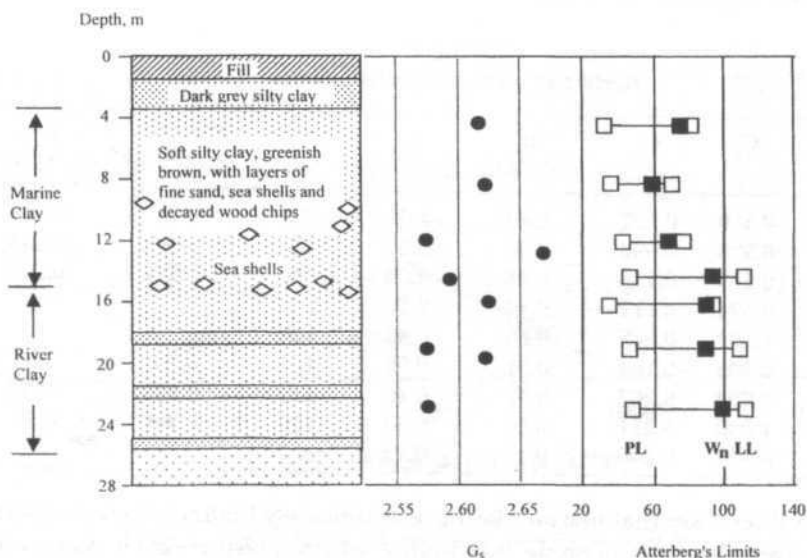 Depth, m
0
4
8
12
16
20
24
28
Marine
Clay
River
Clay
Fill
Dark grey silty clay
Soft silty clay, greenish
brown, with layers of
fine sand, sea shells and
decayed wood chips
Sea shells
PL Wn LL
2.55 2.60 2.65 20 60 100 140
Gs Atterberg's Limits